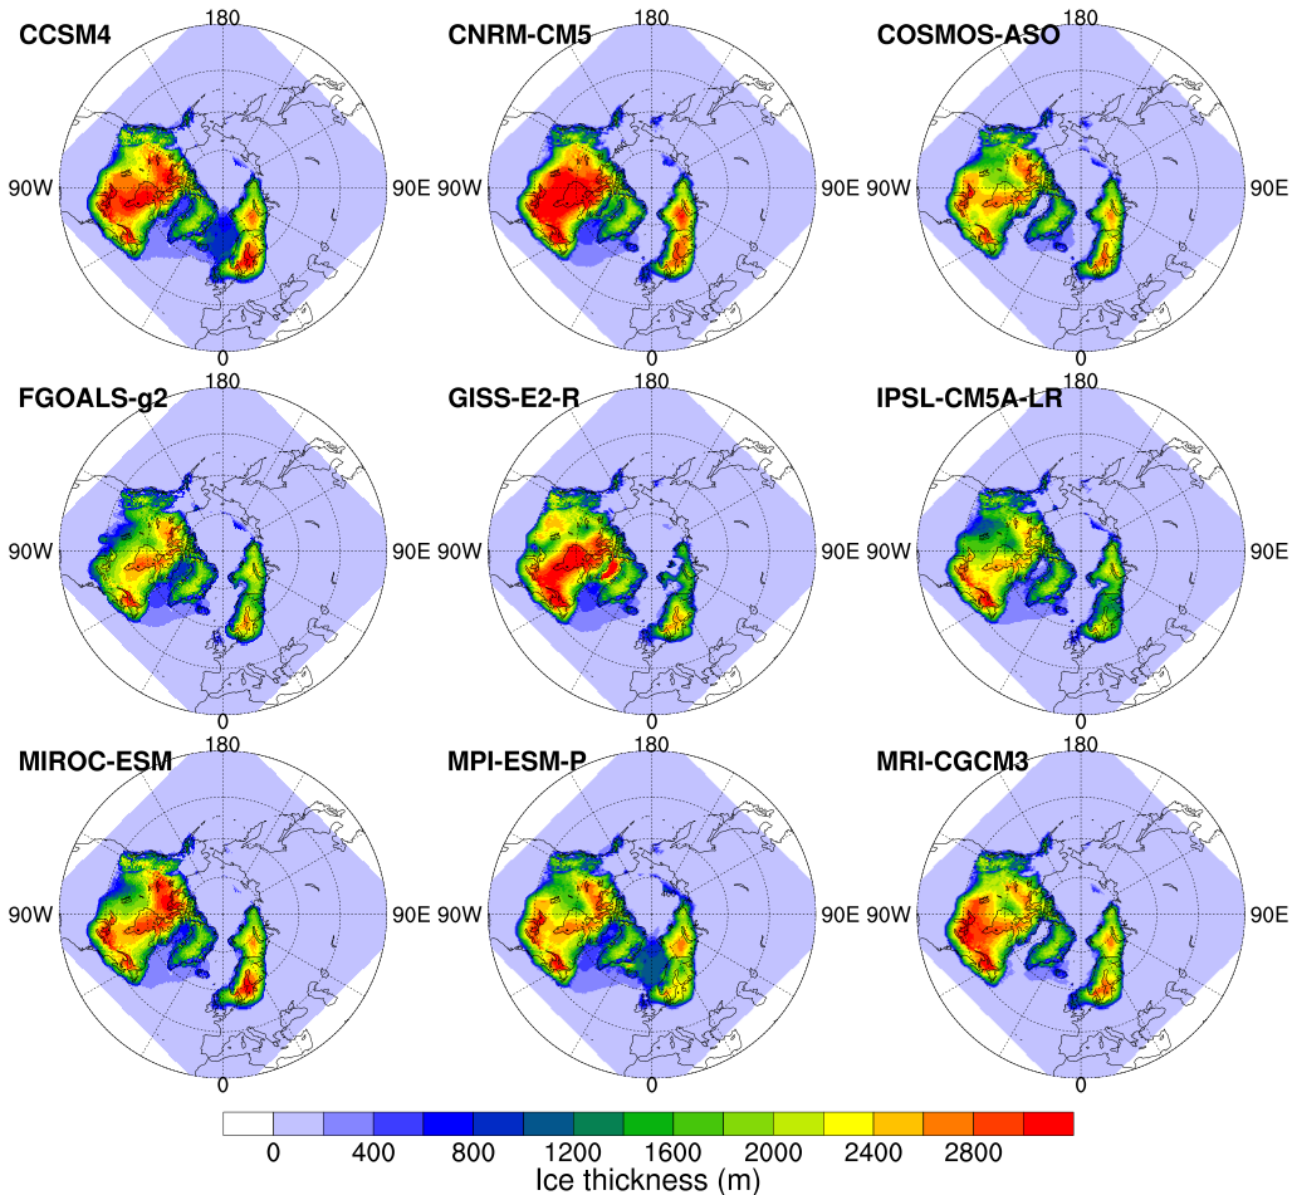 180 180 180
CCSM4 CNRM-CM5 COSMOS-ASO
90W 90E 90W 90E 90W 90E
0 0 0
180 180 180
FGOALS-g2 GISS-E2-R IPSL-CM5A-LR
90W 90E 90W 90E 90W 90E
0 0 0
180 180 180
MIROC-ESM MPI-ESM-P MRI-CGCM3
90W 90E 90W 90E 90W 90E
0 0 0
0 400 800 1200 1600 2000 2400 2800
Ice thickness (m)